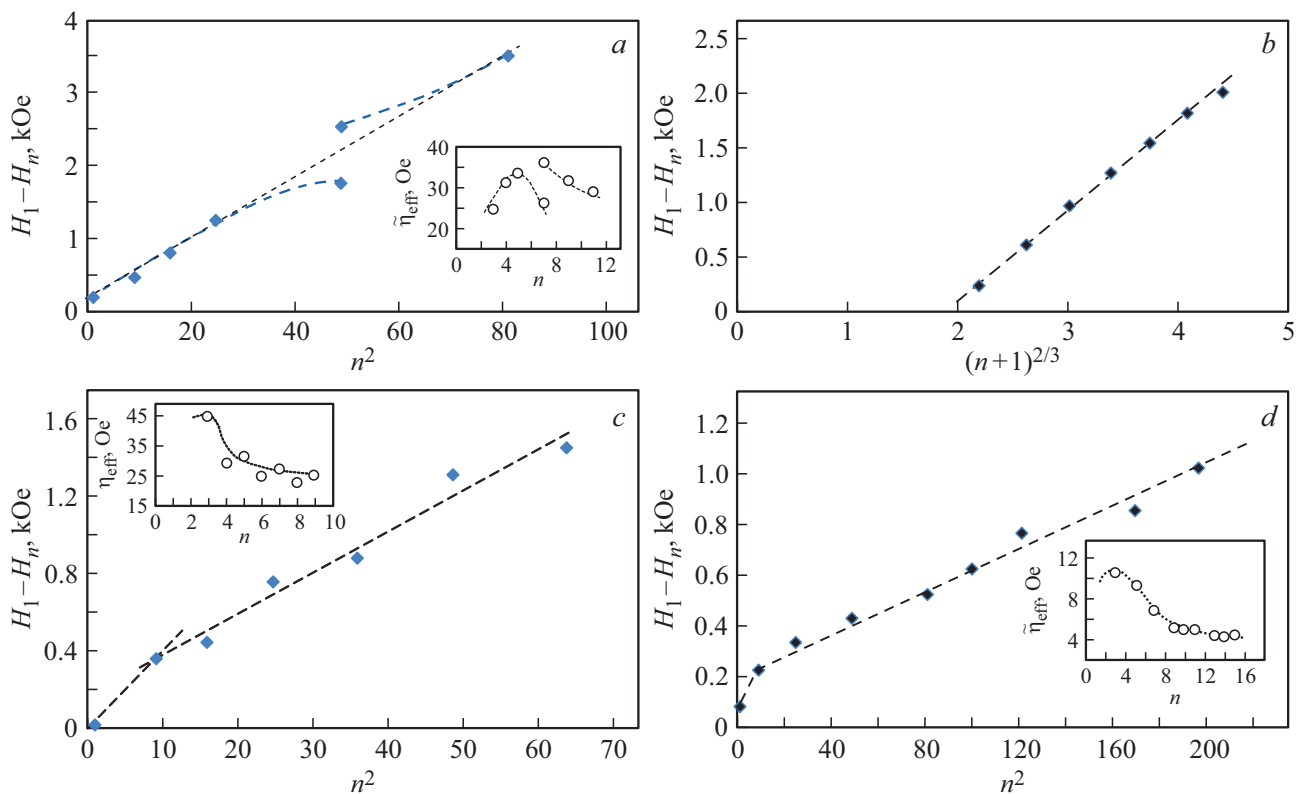 a
H₁−Hₙ, kOe
4
3
2
1
0
0 20 40 60 80 100
n²
η̃eff, Oe
40
30
20
0 4 8 12
n
b
H₁−Hₙ, kOe
2.5
2.0
1.5
1.0
0.5
0
0 1 2 3 4 5
(n+1)²/³
c
H₁−Hₙ, kOe
1.6
1.2
0.8
0.4
0
0 10 20 30 40 50 60 70
n²
ηeff, Oe
45
35
25
15
0 2 4 6 8 10
n
d
H₁−Hₙ, kOe
1.2
1.0
0.8
0.6
0.4
0.2
0
0 40 80 120 160 200
n²
η̃eff, Oe
12
8
4
0 4 8 12 16
n